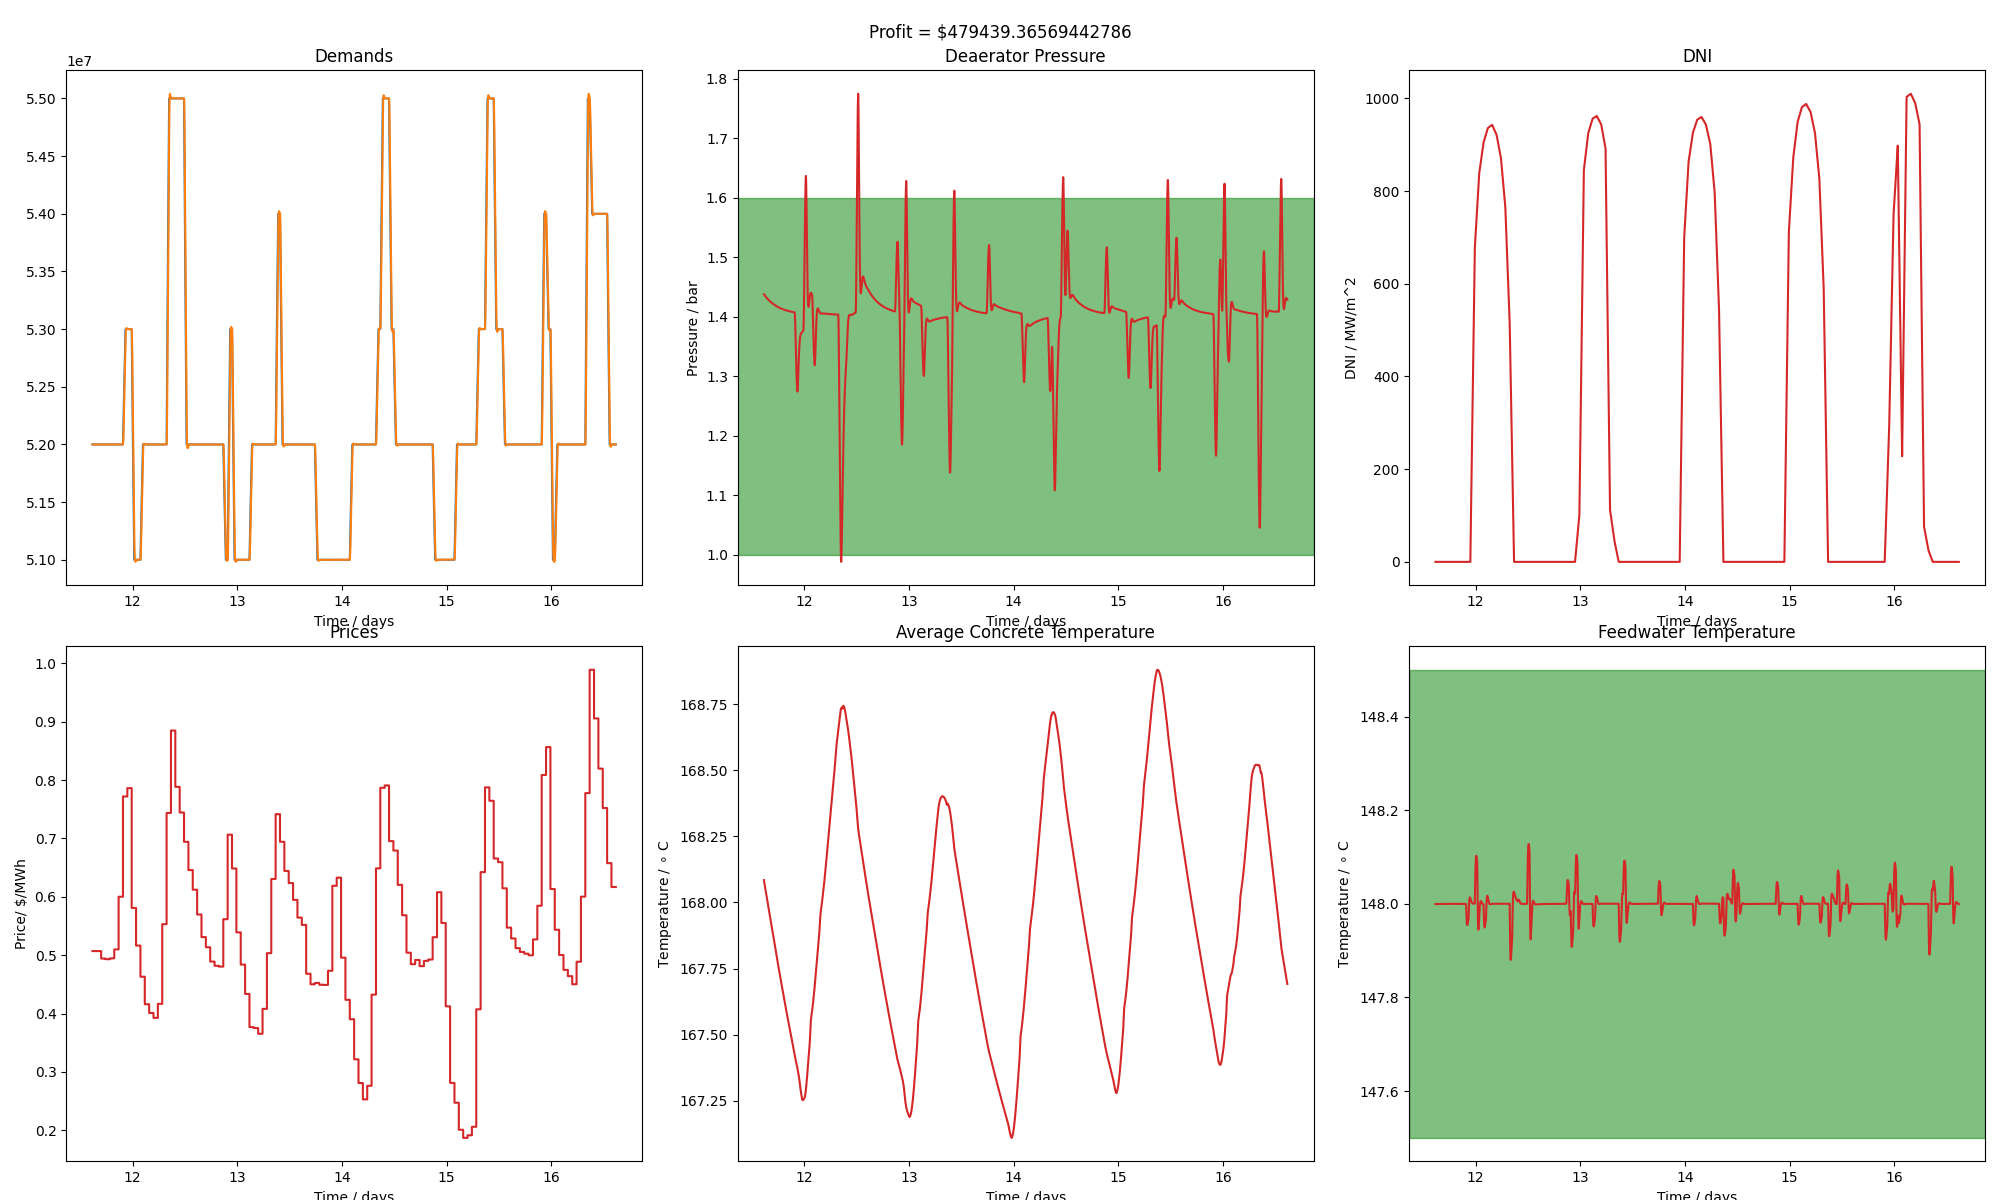 Profit = $479439.36569442786
Demands
1e7
5.50
5.45
5.40
5.35
5.30
5.25
5.20
5.15
5.10
12 13 14 15 16
Time / days
Deaerator Pressure
Pressure / bar
1.8
1.7
1.6
1.5
1.4
1.3
1.2
1.1
1.0
12 13 14 15 16
Time / days
DNI
DNI / MW/m^2
1000
800
600
400
200
0
12 13 14 15 16
Time / days
Prices
Price/ $/MWh
1.0
0.9
0.8
0.7
0.6
0.5
0.4
0.3
0.2
12 13 14 15 16
Time / days
Average Concrete Temperature
Temperature / ∘ C
168.75
168.50
168.25
168.00
167.75
167.50
167.25
12 13 14 15 16
Time / days
Feedwater Temperature
Temperature / ∘ C
148.4
148.2
148.0
147.8
147.6
12 13 14 15 16
Time / days